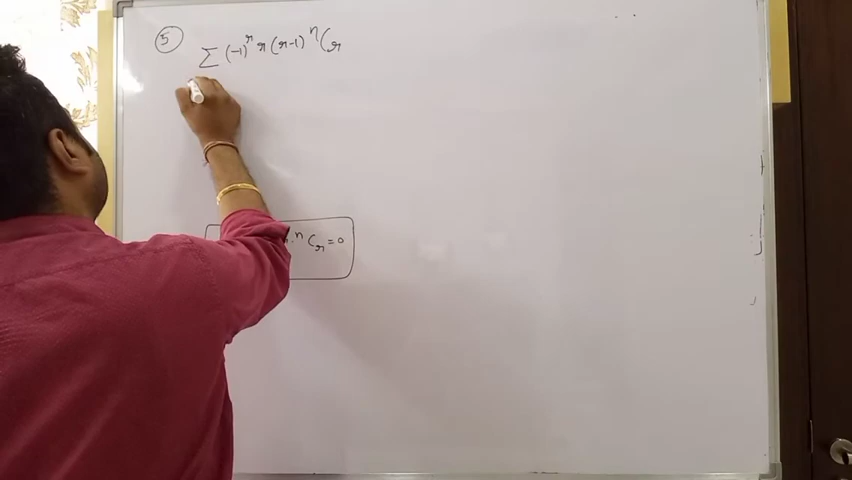 5
∑ (-1)^r r (r-1) ^nC_r
^nC_r = 0